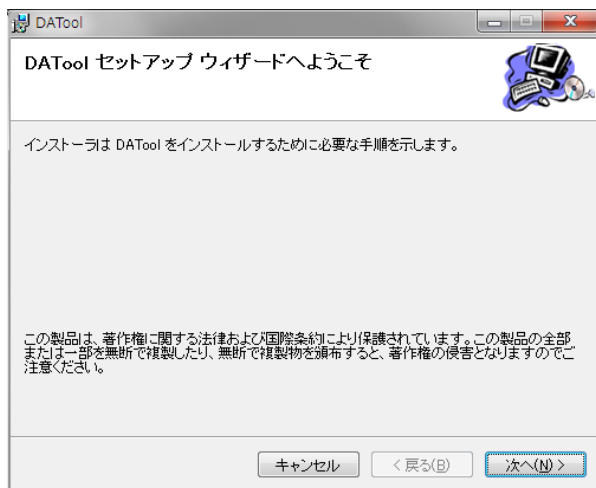 DATool
DATool セットアップ ウィザードへようこそ
インストーラは DATool をインストールするために必要な手順を示します。
この製品は、著作権に関する法律および国際条約により保護されています。この製品の全部
または一部を無断で複製したり、無断で複製物を頒布すると、著作権の侵害となりますのでご
注意ください。
キャンセル
< 戻る(B)
次へ(N) >